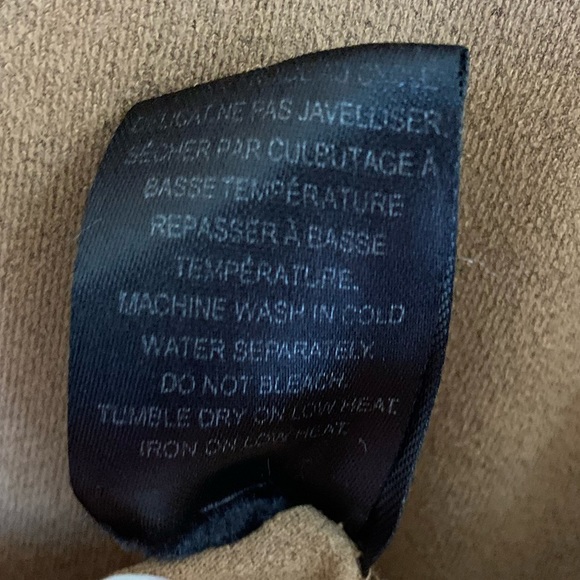 NE PAS JAVELLISER.
SÉCHER PAR CULBUTAGE À
BASSE TEMPÉRATURE
REPASSER À BASSE
TEMPÉRATURE.
MACHINE WASH IN COLD
WATER SEPARATELY.
DO NOT BLEACH.
TUMBLE DRY ON LOW HEAT.
IRON ON LOW HEAT.